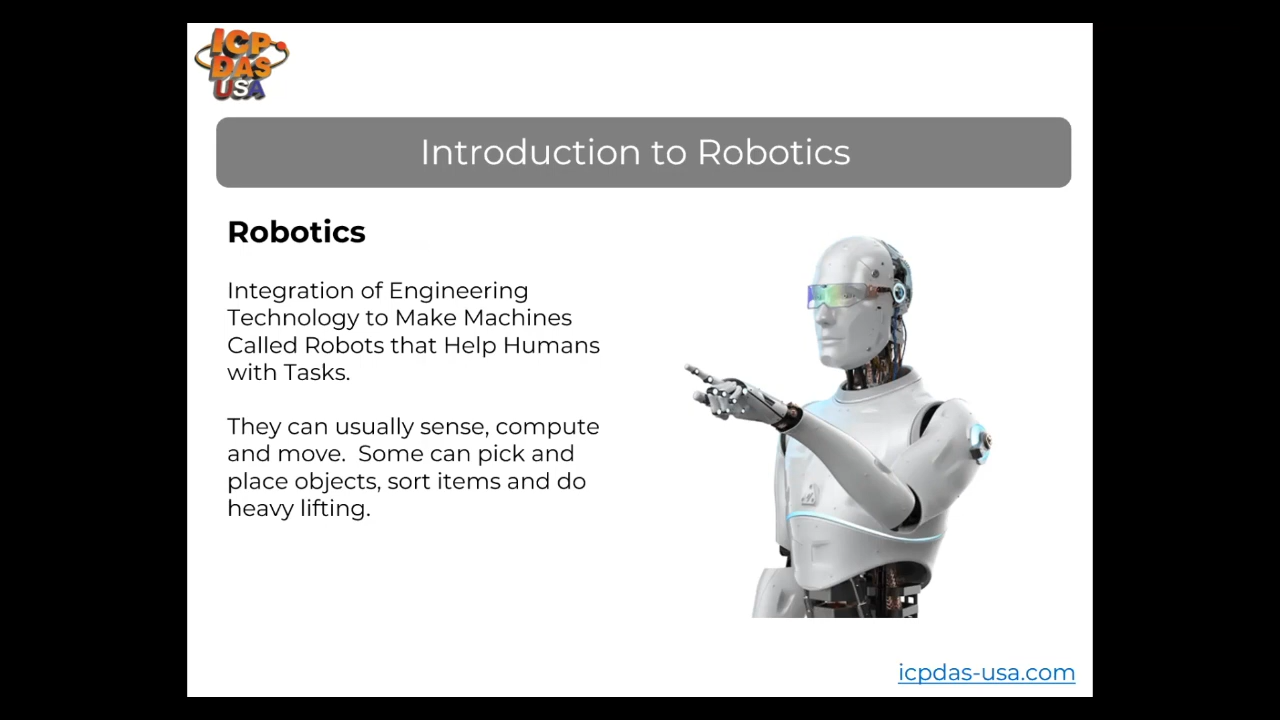 ICP
DAS
USA
Introduction to Robotics
Robotics
Integration of Engineering
Technology to Make Machines
Called Robots that Help Humans
with Tasks.
They can usually sense, compute
and move.  Some can pick and
place objects, sort items and do
heavy lifting.
icpdas-usa.com